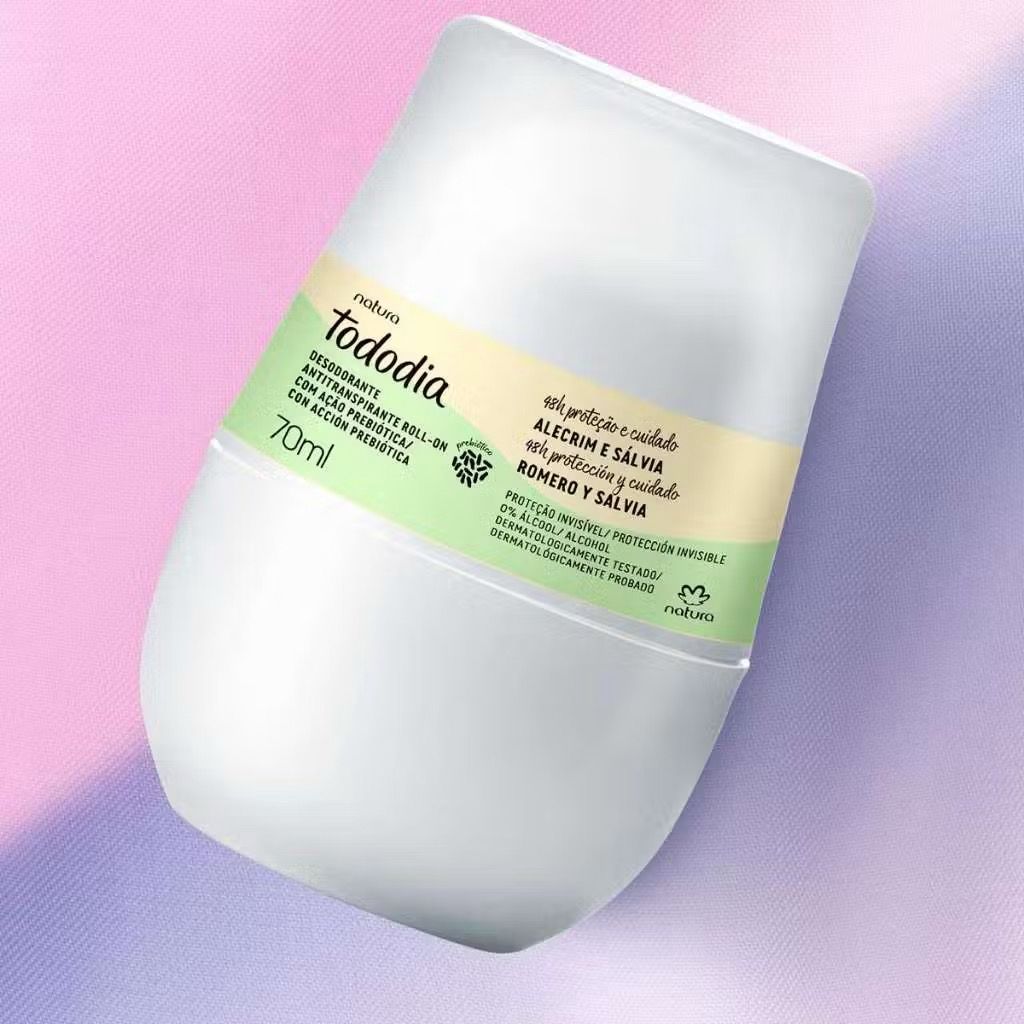 natura
Tododia
DESODORANTE
ANTITRANSPIRANTE ROLL-ON
COM AÇÃO PREBIÓTICA/
CON ACCIÓN PREBIÓTICA
70ml
prebiótico
48h proteção e cuidado
ALECRIM E SÁLVIA
48h protección y cuidado
ROMERO Y SALVIA
PROTEÇÃO INVISÍVEL/ PROTECCIÓN INVISIBLE
0% ÁLCOOL/ ALCOHOL
DERMATOLOGICAMENTE TESTADO/
DERMATOLÓGICAMENTE PROBADO
natura